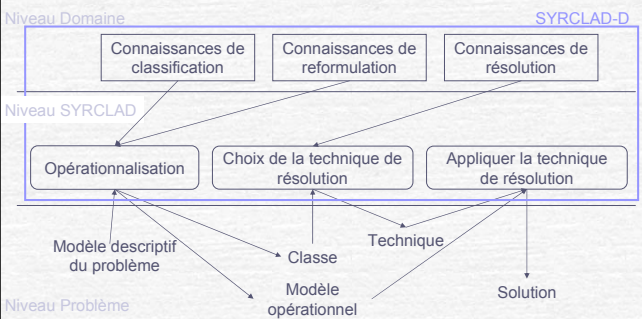 Niveau Domaine
SYRCLAD-D
Connaissances de
classification
Connaissances de
reformulation
Connaissances de
résolution
Niveau SYRCLAD
Opérationnalisation
Choix de la technique de
résolution
Appliquer la technique
de résolution
Modèle descriptif
du problème
Classe
Technique
Modèle
opérationnel
Solution
Niveau Problème